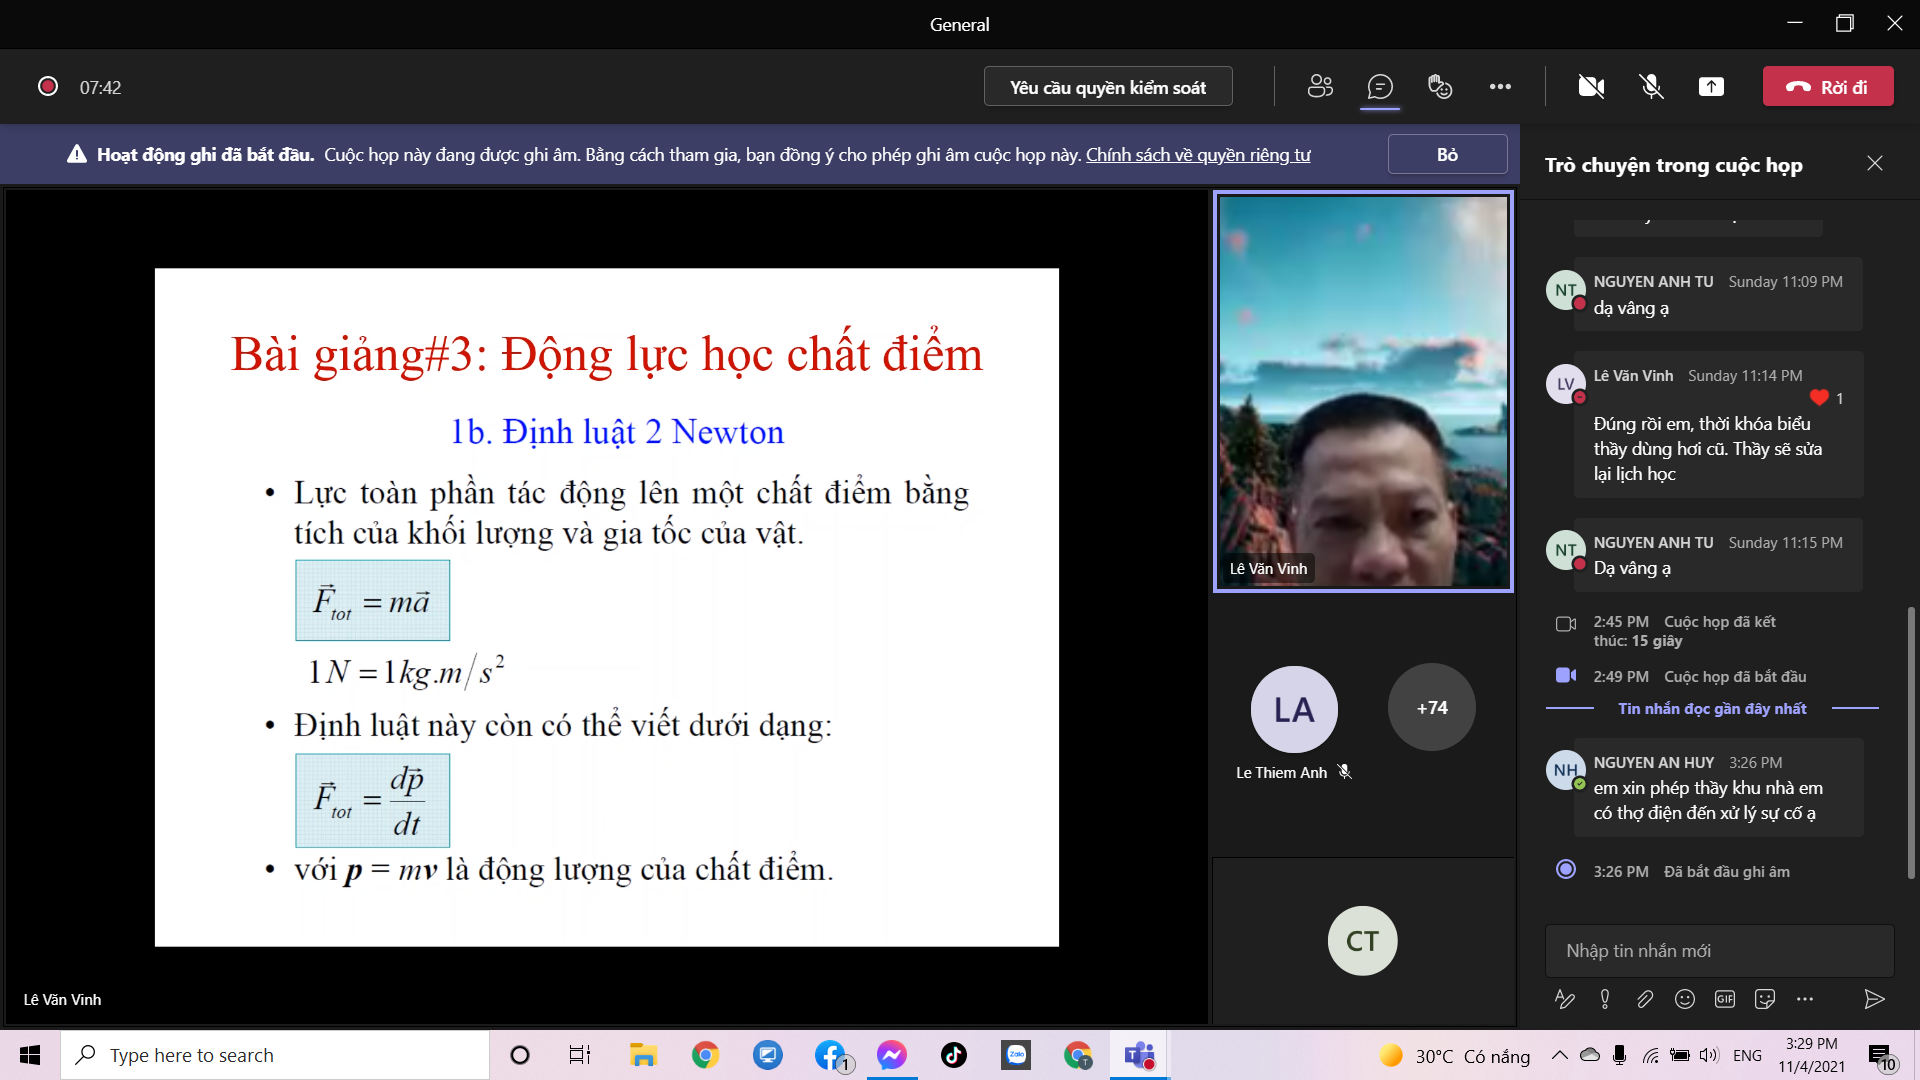 General
07:42
Yêu cầu quyền kiểm soát
Rời đi
Hoạt động ghi đã bắt đầu. Cuộc họp này đang được ghi âm. Bằng cách tham gia, bạn đồng ý cho phép ghi âm cuộc họp này. Chính sách về quyền riêng tư
Bỏ
Bài giảng#3: Động lực học chất điểm
1b. Định luật 2 Newton
• Lực toàn phần tác động lên một chất điểm bằng
tích của khối lượng và gia tốc của vật.
F⃗tot = ma⃗
1N = 1kg.m/s²
• Định luật này còn có thể viết dưới dạng:
F⃗tot = dp⃗/dt
• với p = mv là động lượng của chất điểm.
Lê Văn Vinh
Lê Văn Vinh
LA
+74
Le Thiem Anh
CT
Trò chuyện trong cuộc họp
NT
NGUYEN ANH TU Sunday 11:09 PM
dạ vâng ạ
LV
Lê Văn Vinh Sunday 11:14 PM
1
Đúng rồi em, thời khóa biểu
thầy dùng hơi cũ. Thầy sẽ sửa
lại lịch học
NT
NGUYEN ANH TU Sunday 11:15 PM
Dạ vâng ạ
2:45 PM Cuộc họp đã kết
thúc: 15 giây
2:49 PM Cuộc họp đã bắt đầu
Tin nhắn đọc gần đây nhất
NH
NGUYEN AN HUY 3:26 PM
em xin phép thầy khu nhà em
có thợ điện đến xử lý sự cố ạ
3:26 PM Đã bắt đầu ghi âm
Nhập tin nhắn mới
GIF
Type here to search
1
Zalo
T
T
30°C Có nắng
ENG
3:29 PM
11/4/2021
10